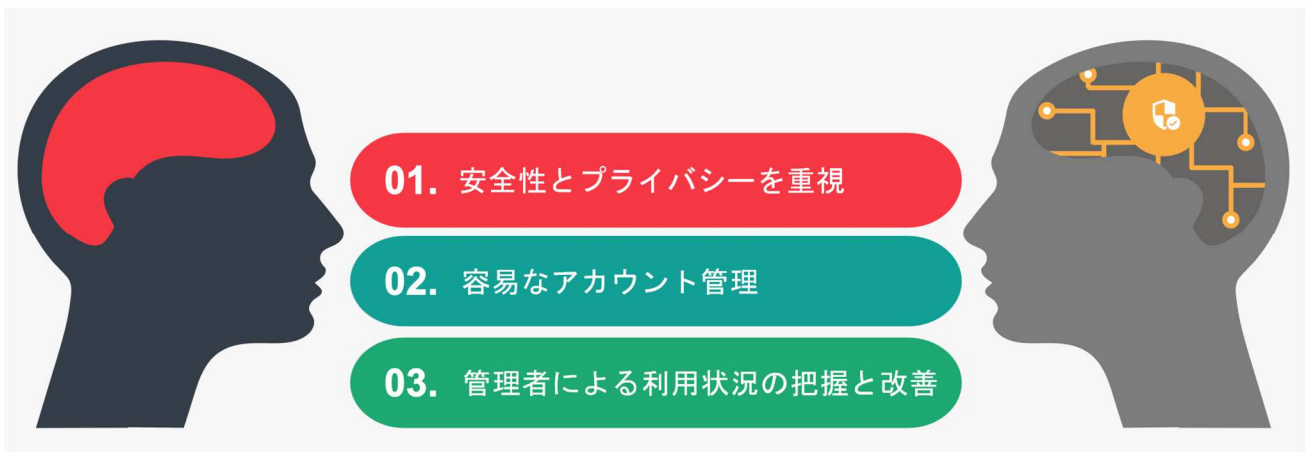 01. 安全性とプライバシーを重視
02. 容易なアカウント管理
03. 管理者による利用状況の把握と改善